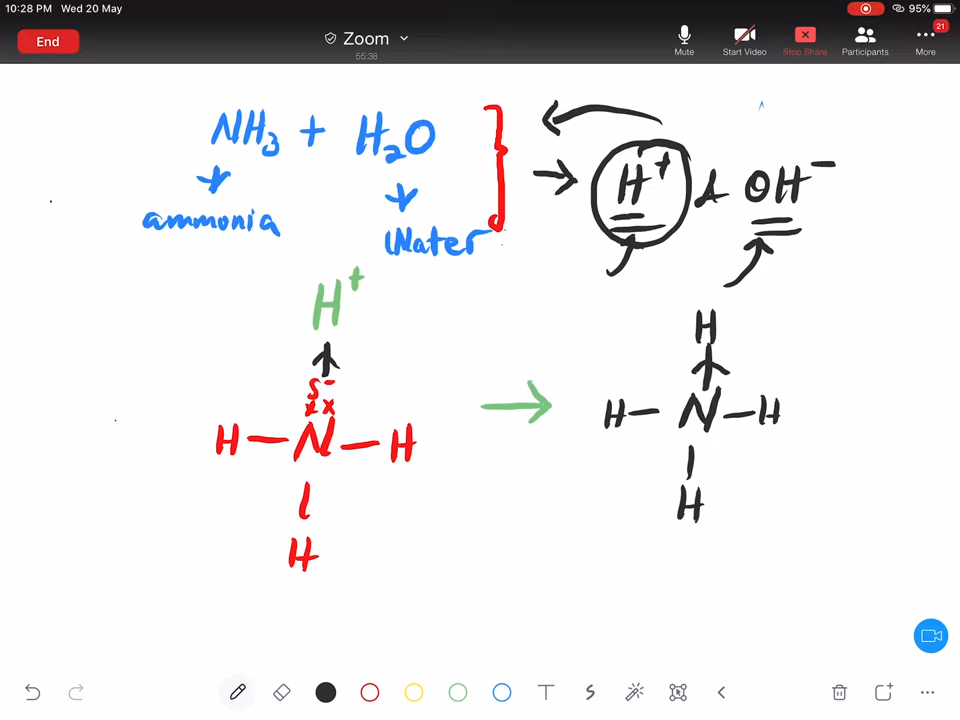 10:28 PM Wed 20 May 95%
End Zoom 21
55:38 Mute Start Video Stop Share Participants More
NH₃ + H₂O H⁺ + OH⁻
ammonia Water
H⁺
H
δ⁻
xx
H — N — H H — N — H
H
H
T